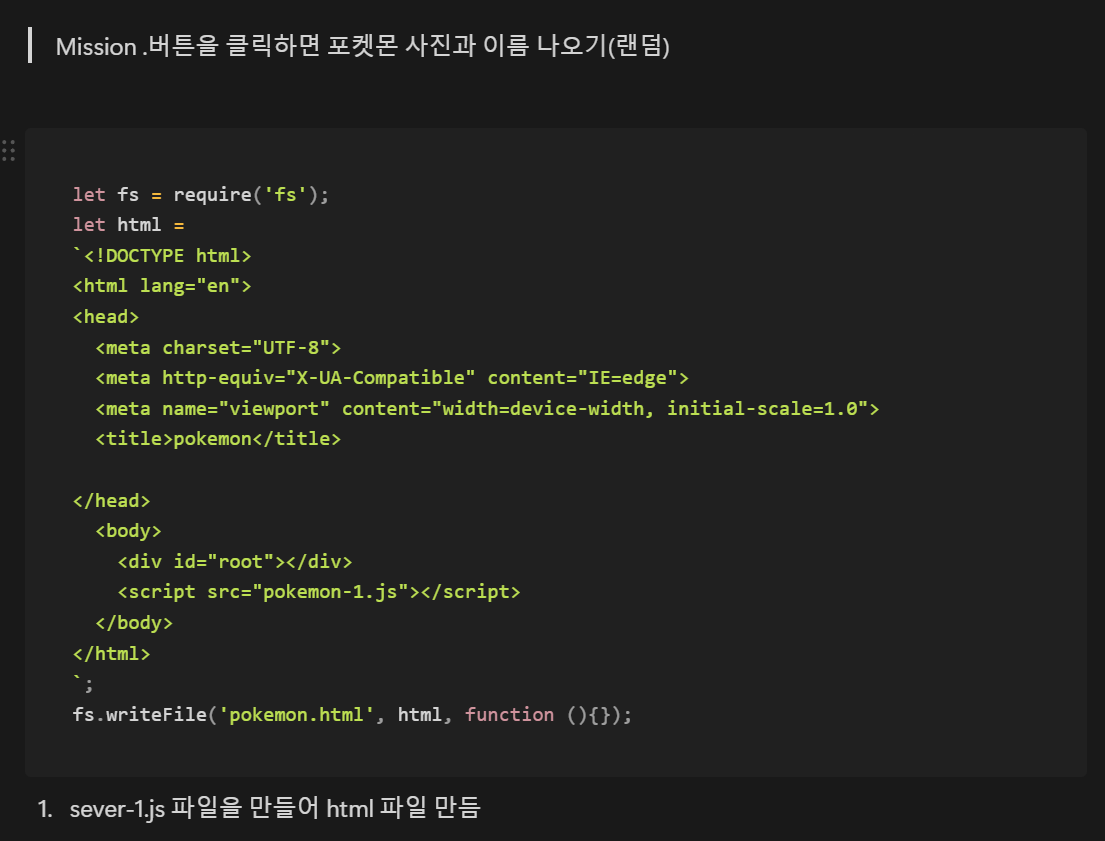 Mission .버튼을 클릭하면 포켓몬 사진과 이름 나오기(랜덤)
let fs = require('fs');
let html =
`<!DOCTYPE html>
<html lang="en">
<head>
  <meta charset="UTF-8">
  <meta http-equiv="X-UA-Compatible" content="IE=edge">
  <meta name="viewport" content="width=device-width, initial-scale=1.0">
  <title>pokemon</title>
</head>
  <body>
    <div id="root"></div>
    <script src="pokemon-1.js"></script>
  </body>
</html>
`;
fs.writeFile('pokemon.html', html, function (){});
1. sever-1.js 파일을 만들어 html 파일 만듬